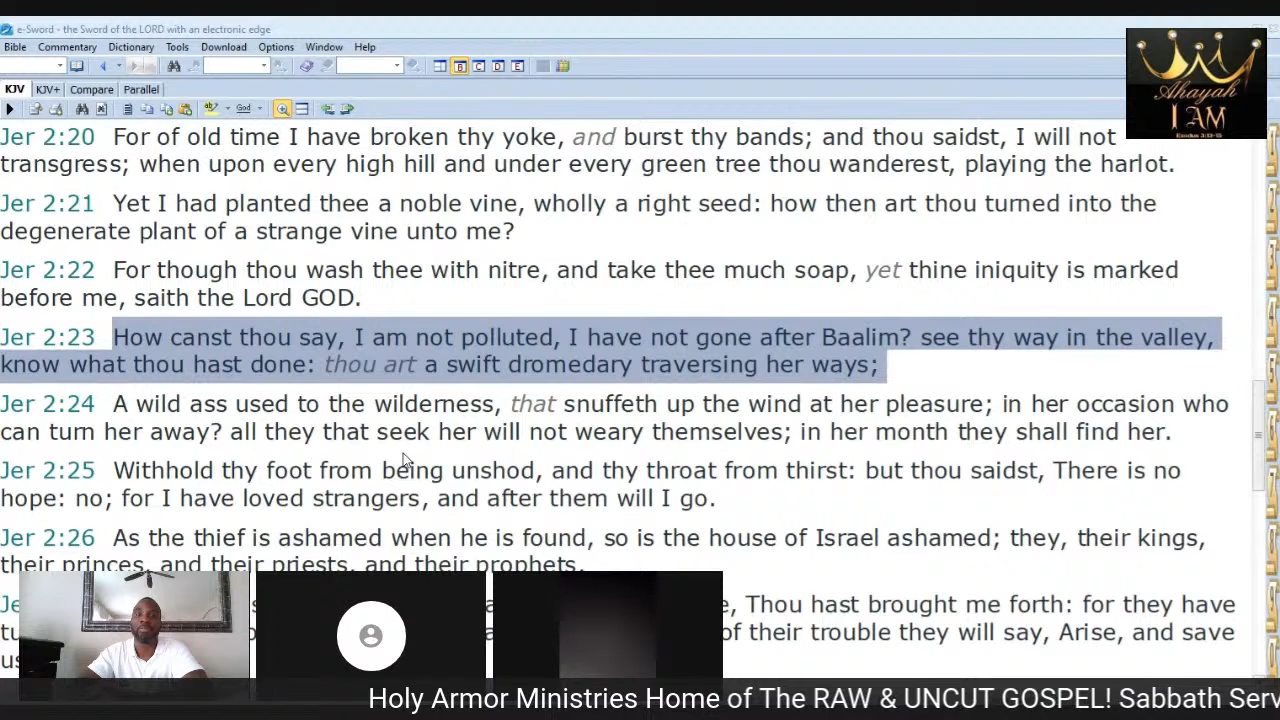 e-Sword - the Sword of the LORD with an electronic edge
Bible Commentary Dictionary Tools Download Options Window Help
B C D E
KJV KJV+ Compare Parallel
God
Ahayah
I AM
Exodus 3:13-15
Jer 2:20 For of old time I have broken thy yoke, and burst thy bands; and thou saidst, I will not
transgress; when upon every high hill and under every green tree thou wanderest, playing the harlot.
Jer 2:21 Yet I had planted thee a noble vine, wholly a right seed: how then art thou turned into the
degenerate plant of a strange vine unto me?
Jer 2:22 For though thou wash thee with nitre, and take thee much soap, yet thine iniquity is marked
before me, saith the Lord GOD.
Jer 2:23 How canst thou say, I am not polluted, I have not gone after Baalim? see thy way in the valley,
know what thou hast done: thou art a swift dromedary traversing her ways;
Jer 2:24 A wild ass used to the wilderness, that snuffeth up the wind at her pleasure; in her occasion who
can turn her away? all they that seek her will not weary themselves; in her month they shall find her.
Jer 2:25 Withhold thy foot from being unshod, and thy throat from thirst: but thou saidst, There is no
hope: no; for I have loved strangers, and after them will I go.
Jer 2:26 As the thief is ashamed when he is found, so is the house of Israel ashamed; they, their kings,
their princes, and their priests, and their prophets,
Thou hast brought me forth: for they have
of their trouble they will say, Arise, and save
Holy Armor Ministries Home of The RAW & UNCUT GOSPEL! Sabbath Serv